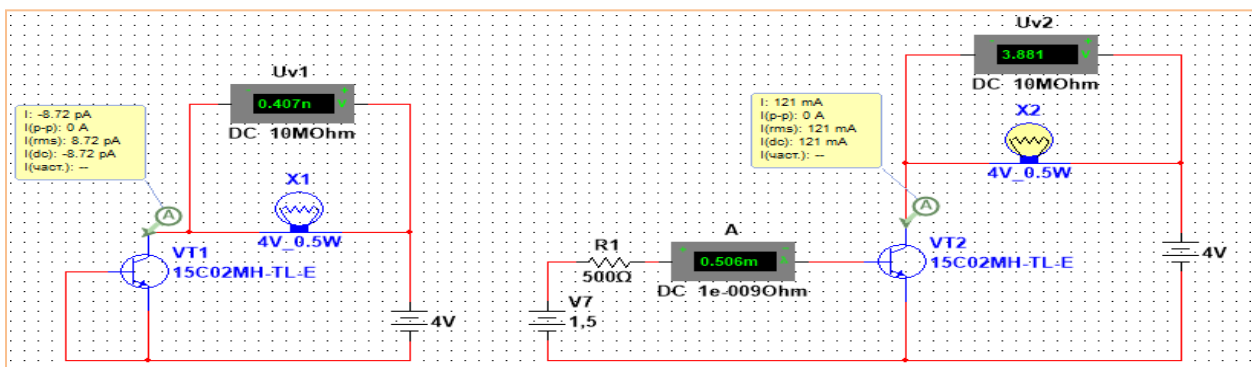 Uv1
- +
0.407n V
DC 10MOhm
I: -8.72 pA
I(p-p): 0 A
I(rms): 8.72 pA
I(dc): -8.72 pA
I(част.): --
A
X1
4V_0.5W
VT1
15C02MH-TL-E
4V
Uv2
- +
3.881 V
DC 10MOhm
I: 121 mA
I(p-p): 0 A
I(rms): 121 mA
I(dc): 121 mA
I(част.): --
A
X2
4V_0.5W
R1
500Ω
A
+ -
0.506m A
DC 1e-009Ohm
VT2
15C02MH-TL-E
V7
1,5
4V